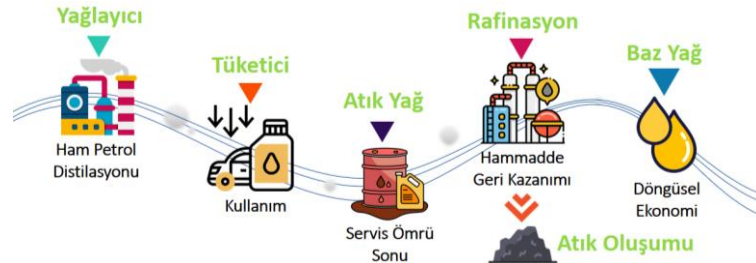 Yağlayıcı
Ham Petrol
Distilasyonu
Tüketici
Kullanım
Atık Yağ
Servis Ömrü
Sonu
Rafinasyon
Hammadde
Geri Kazanımı
Atık Oluşumu
Baz Yağ
Döngüsel
Ekonomi